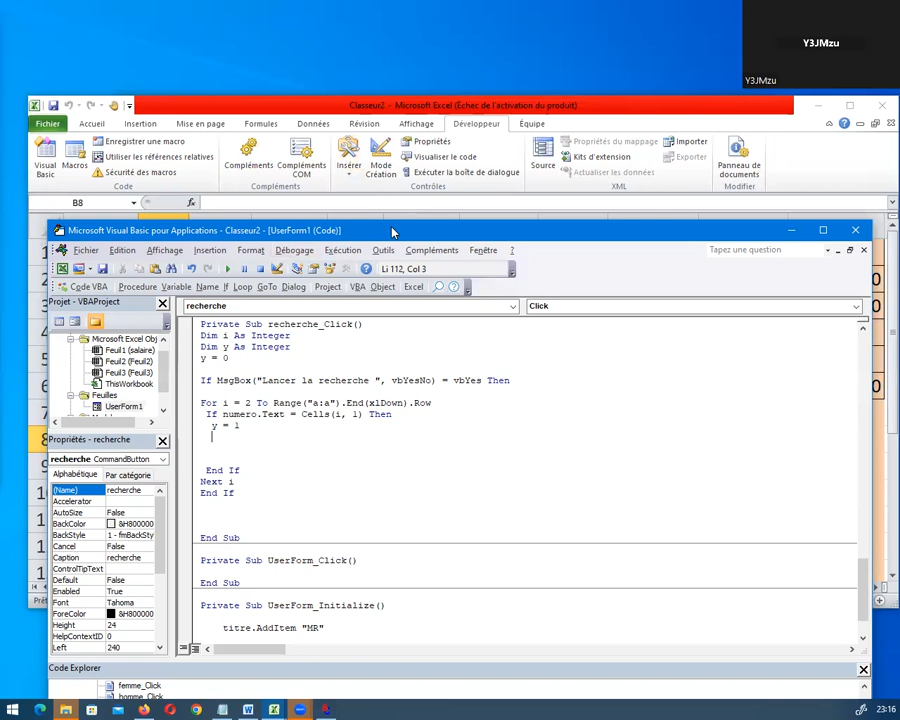 Y3JMzu
Y3JMzu
Classeur2 - Microsoft Excel (Échec de l'activation du produit)
Fichier Accueil Insertion Mise en page Formules Données Révision Affichage Développeur Équipe
Visual Basic
Macros
Enregistrer une macro
Utiliser les références relatives
Sécurité des macros
Code
Compléments
Compléments COM
Compléments
Insérer
Mode Création
Propriétés
Visualiser le code
Exécuter la boîte de dialogue
Contrôles
Source
Propriétés du mappage
Kits d'extension
Actualiser les données
Importer
Exporter
XML
Panneau de documents
Modifier
B8
Microsoft Visual Basic pour Applications - Classeur2 - [UserForm1 (Code)]
Fichier Edition Affichage Insertion Format Débogage Exécution Outils Compléments Fenêtre ?
Tapez une question
Li 112, Col 3
Code VBA Procedure Variable Name If Loop GoTo Dialog Project VBA Object Excel
Projet - VBAProject
Microsoft Excel Obj
Feuil1 (salaire)
Feuil2 (Feuil2)
Feuil3 (Feuil3)
ThisWorkbook
Feuilles
UserForm1
Propriétés - recherche
recherche CommandButton
Alphabétique Par catégorie
(Name) recherche
Accelerator
AutoSize False
BackColor &H800000
BackStyle 1 - fmBackSty
Cancel False
Caption recherche
ControlTipText
Default False
Enabled True
Font Tahoma
ForeColor &H800000
Height 24
HelpContextID 0
Left 240
recherche
Click
Private Sub recherche_Click()
Dim i As Integer
Dim y As Integer
y = 0
If MsgBox("Lancer la recherche ", vbYesNo) = vbYes Then
For i = 2 To Range("a:a").End(xlDown).Row
If numero.Text = Cells(i, 1) Then
y = 1
End If
Next i
End If
End Sub
Private Sub UserForm_Click()
End Sub
Private Sub UserForm_Initialize()
titre.AddItem "MR"
Code Explorer
femme_Click
homme_Click
23:16